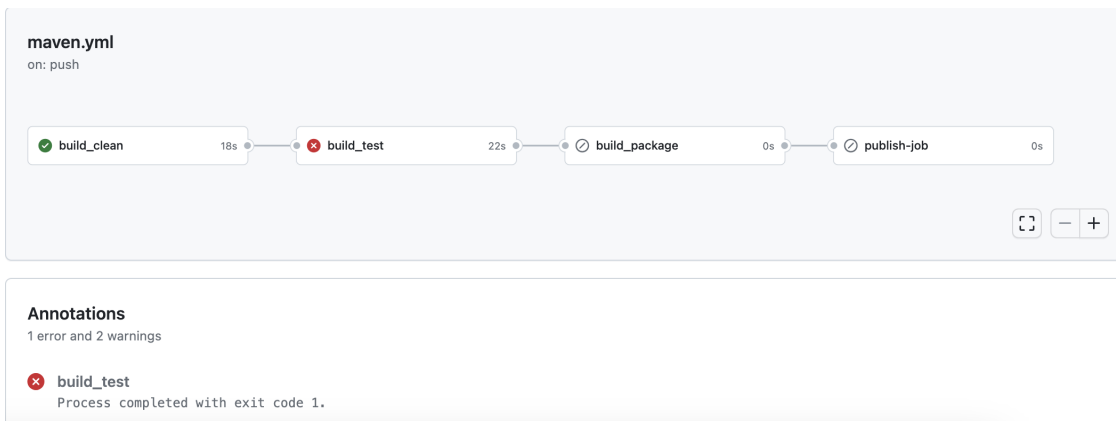 maven.yml
on: push
build_clean 18s
build_test 22s
build_package 0s
publish-job 0s
Annotations
1 error and 2 warnings
build_test
Process completed with exit code 1.